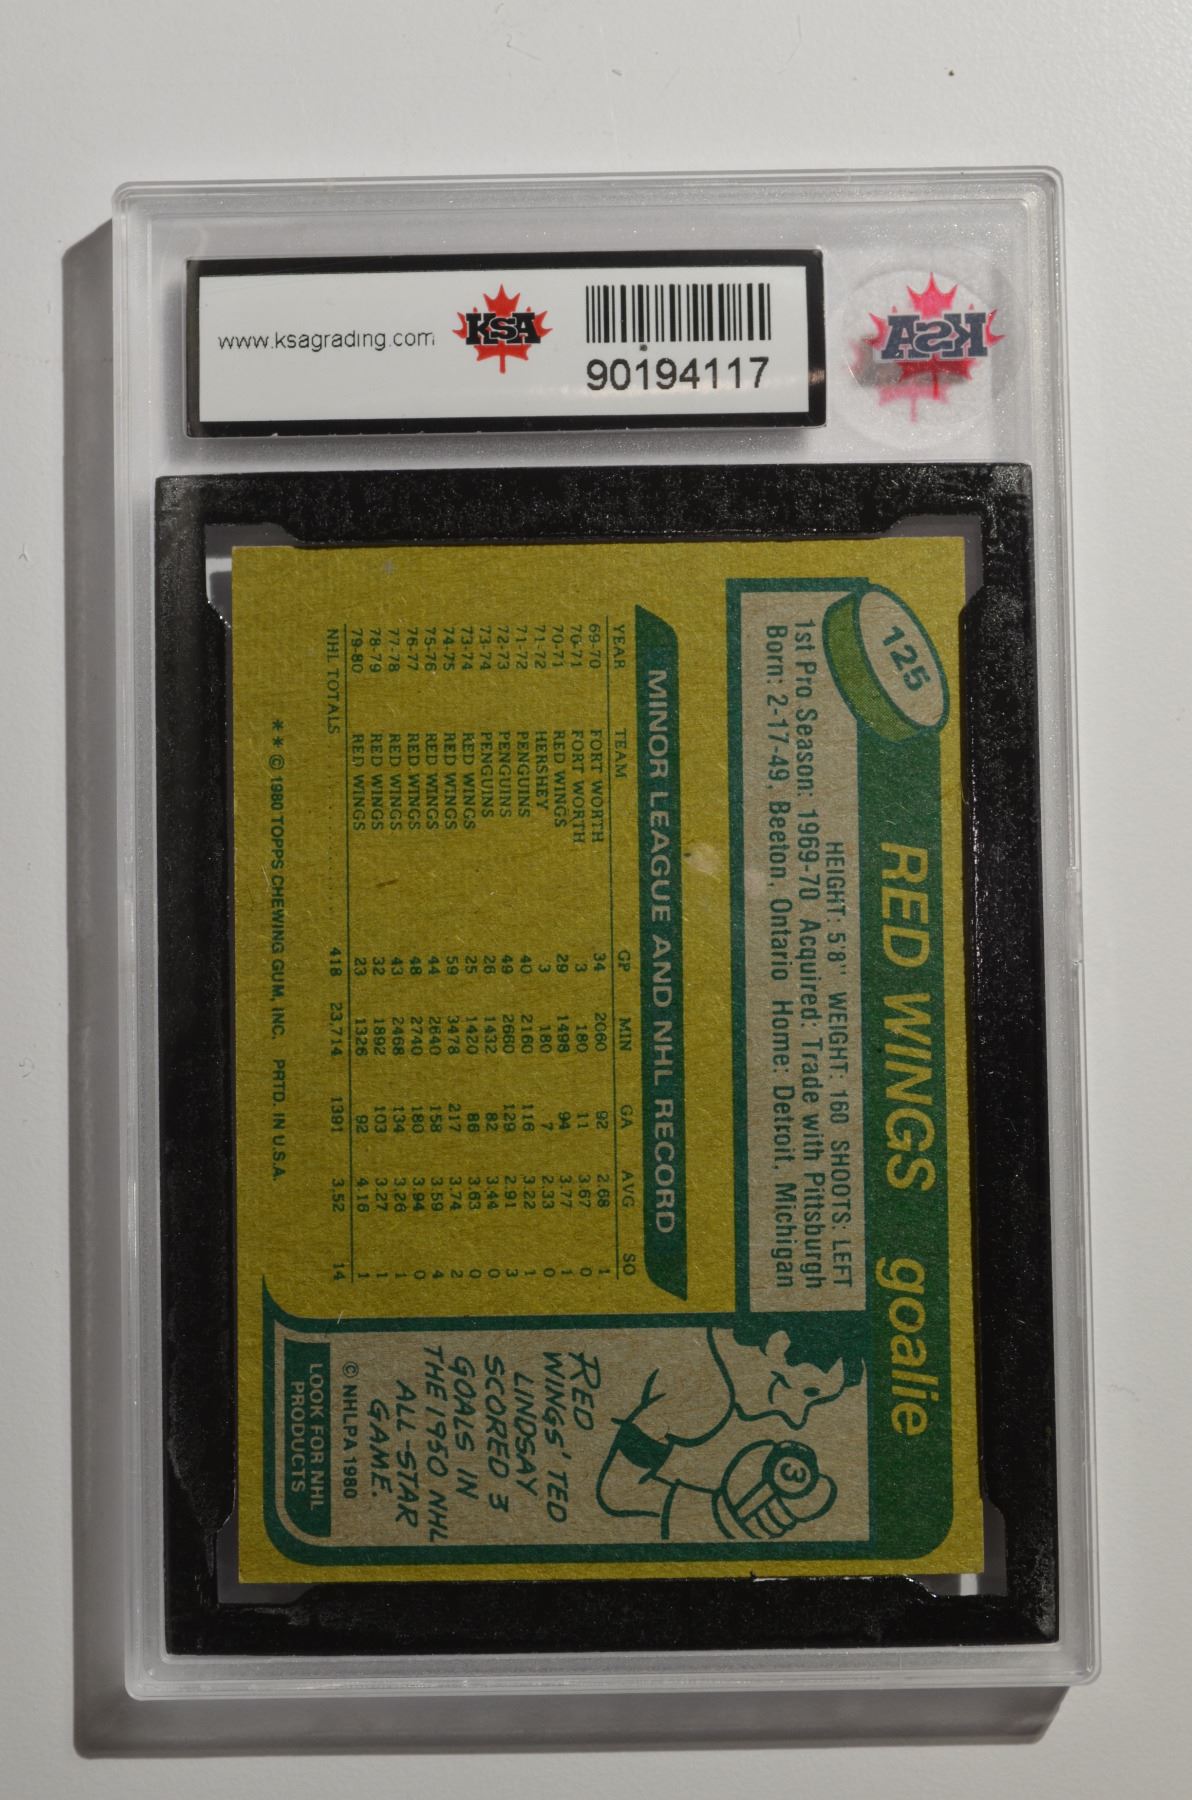 www.ksagrading.com
KSA
90194117
KSA
125
RED WINGS goalie
HEIGHT: 5'8" WEIGHT: 160 SHOOTS: LEFT
1st Pro Season: 1969-70 Acquired: Trade with Pittsburgh
Born: 2-17-49, Beeton, Ontario Home: Detroit, Michigan
MINOR LEAGUE AND NHL RECORD
YEAR TEAM GP MIN GA AVG SO
69-70 FORT WORTH 34 2060 92 2.68 1
70-71 FORT WORTH 3 180 11 3.67 0
70-71 RED WINGS 29 1498 94 3.77 1
71-72 HERSHEY 3 180 7 2.33 0
71-72 PENGUINS 40 2160 116 3.22 1
72-73 PENGUINS 49 2660 129 2.91 3
73-74 PENGUINS 26 1432 82 3.44 0
73-74 RED WINGS 25 1420 86 3.63 0
74-75 RED WINGS 59 3478 217 3.74 2
75-76 RED WINGS 44 2640 158 3.59 4
76-77 RED WINGS 48 2740 180 3.94 0
77-78 RED WINGS 43 2468 134 3.26 1
78-79 RED WINGS 32 1892 103 3.27 1
79-80 RED WINGS 23 1326 92 4.16 1
NHL TOTALS 418 23,714 1391 3.52 14
**© 1980 TOPPS CHEWING GUM, INC. PRTD. IN U.S.A.
3
RED
WINGS' TED
LINDSAY
SCORED 3
GOALS IN
THE 1950 NHL
ALL-STAR
GAME.
© NHLPA 1980
LOOK FOR NHL
PRODUCTS